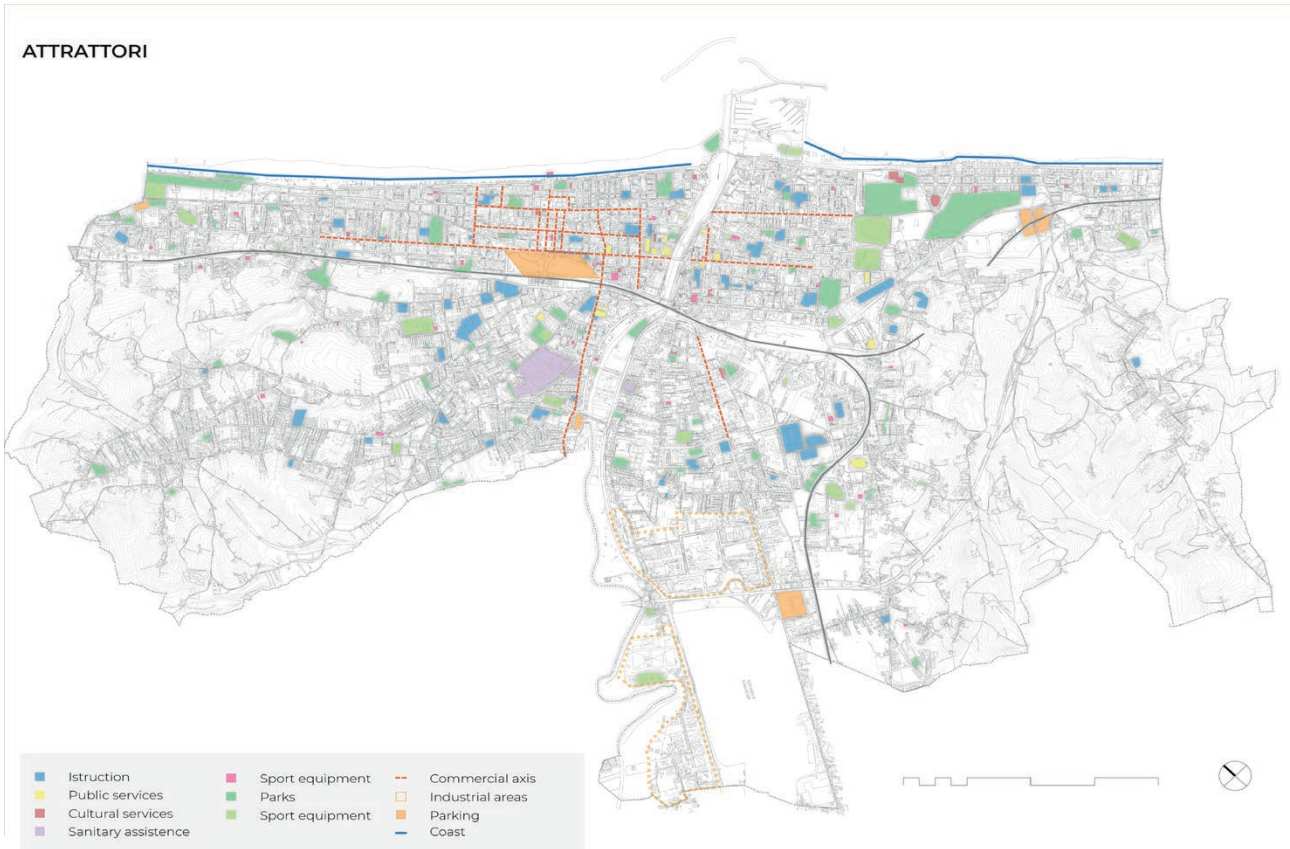 ATTRATTORI
Istruction
Public services
Cultural services
Sanitary assistence
Sport equipment
Parks
Sport equipment
Commercial axis
Industrial areas
Parking
Coast